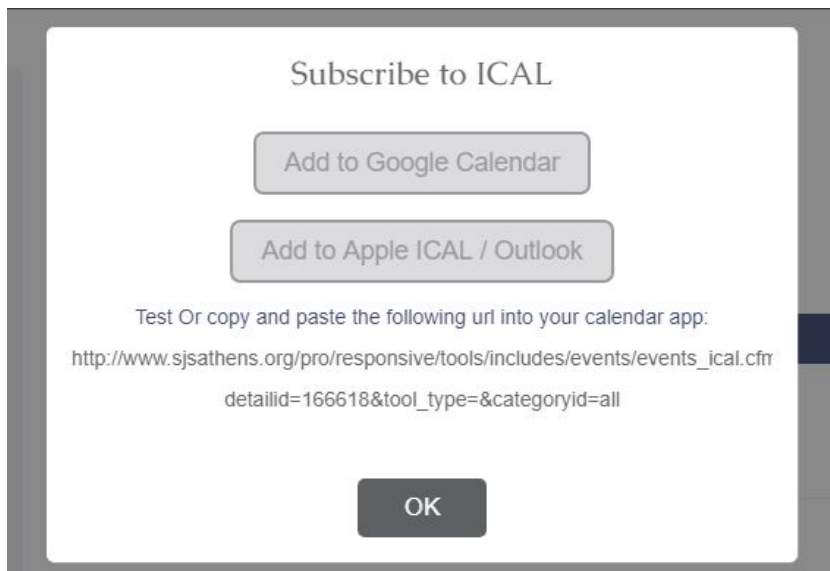 Subscribe to ICAL
Add to Google Calendar
Add to Apple ICAL / Outlook
Test Or copy and paste the following url into your calendar app:
http://www.sjsathens.org/pro/responsive/tools/includes/events/events_ical.cfm
detailid=166618&tool_type=&categoryid=all
OK